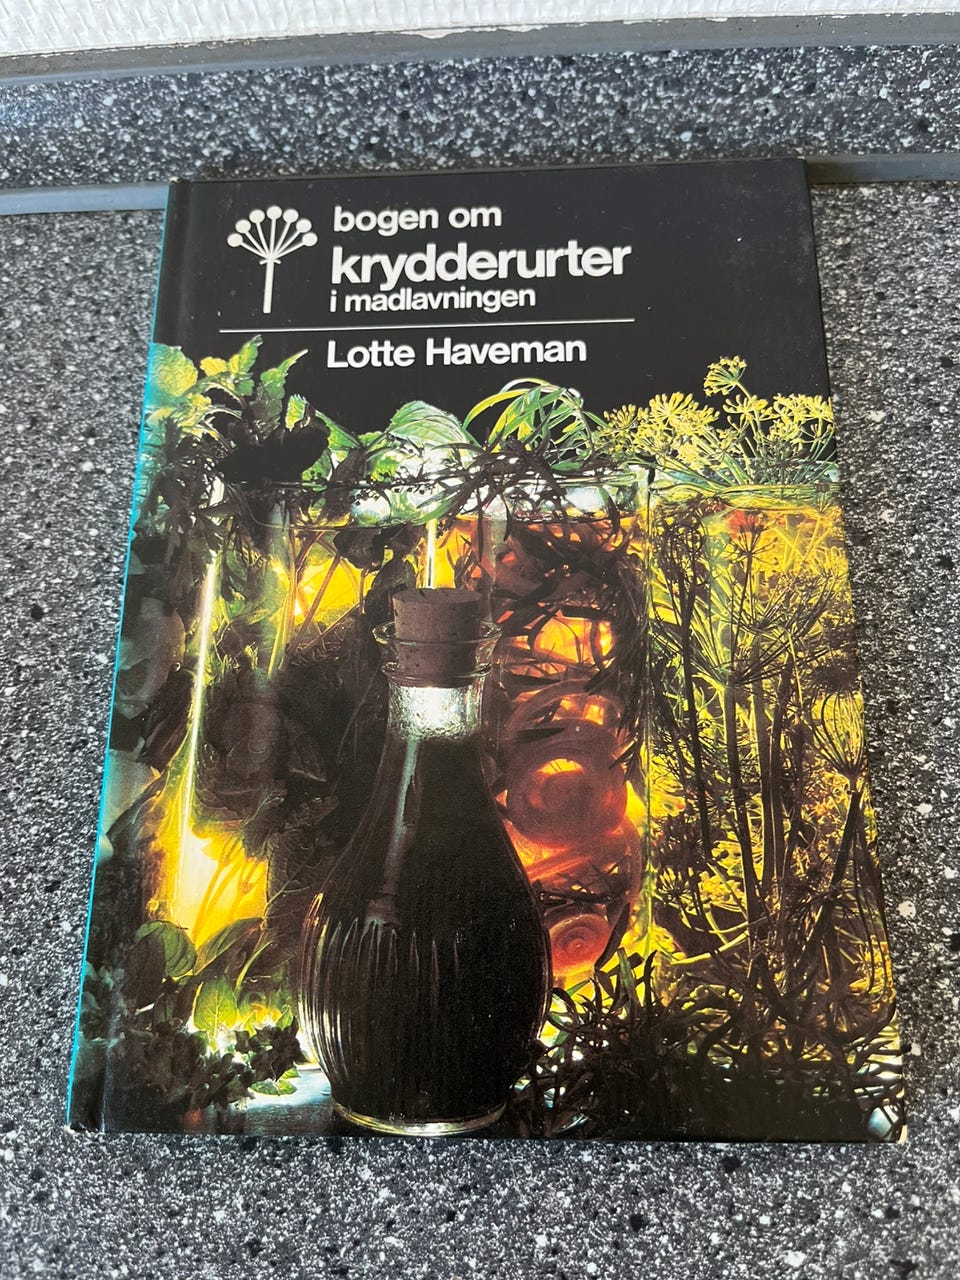 bogen om
krydderurter
i madlavningen
Lotte Haveman